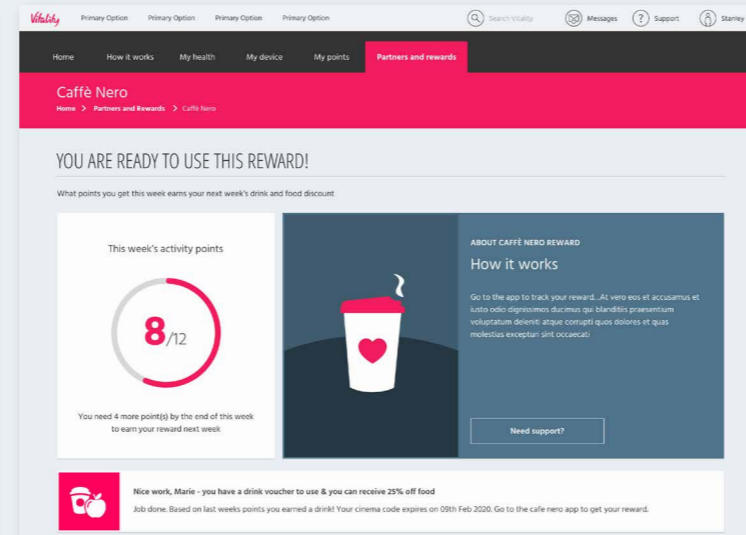 Vitality Primary Option Primary Option Primary Option Primary Option Search Vitality Messages ? Support Stanley
Home How it works My health My device My points Partners and rewards
Caffè Nero
Home > Partners and Rewards > Caffè Nero
YOU ARE READY TO USE THIS REWARD!
What points you get this week earns your next week's drink and food discount
This week's activity points
8/12
You need 4 more point(s) by the end of this week
to earn your reward next week
ABOUT CAFFÈ NERO REWARD
How it works
Go to the app to track your reward...At vero eos et accusamus et
iusto odio dignissimos ducimus qui blanditiis praesentium
voluptatum deleniti atque corrupti quos dolores et quas
molestias excepturi sint occaecati
Need support?
Nice work, Marie - you have a drink voucher to use & you can receive 25% off food
Job done. Based on last weeks points you earned a drink! Your cinema code expires on 09th Feb 2020. Go to the cafe nero app to get your reward.